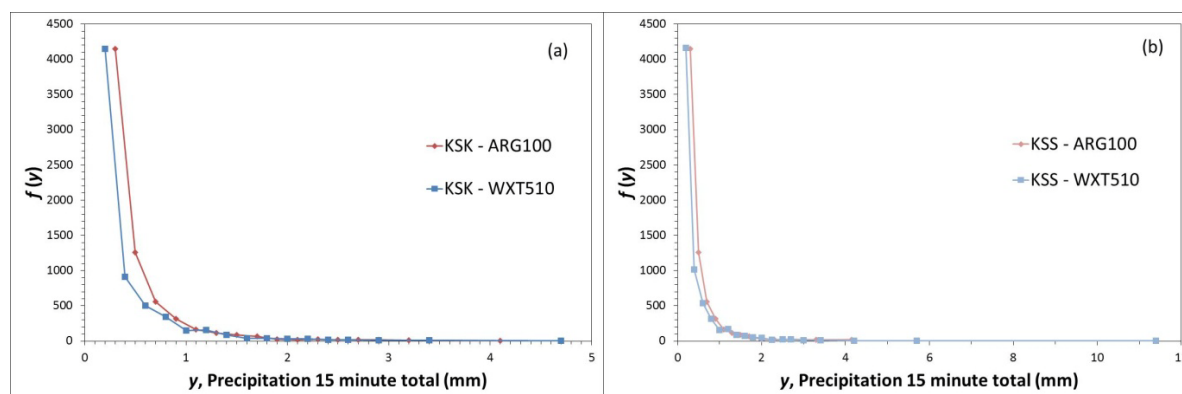 4500
4000
3500
3000
2500
2000
1500
1000
500
0
f (y)
(a)
KSK - ARG100
KSK - WXT510
0 1 2 3 4 5
y, Precipitation 15 minute total (mm)
4500
4000
3500
3000
2500
2000
1500
1000
500
0
f (y)
(b)
KSS - ARG100
KSS - WXT510
0 2 4 6 8 10 12
y, Precipitation 15 minute total (mm)